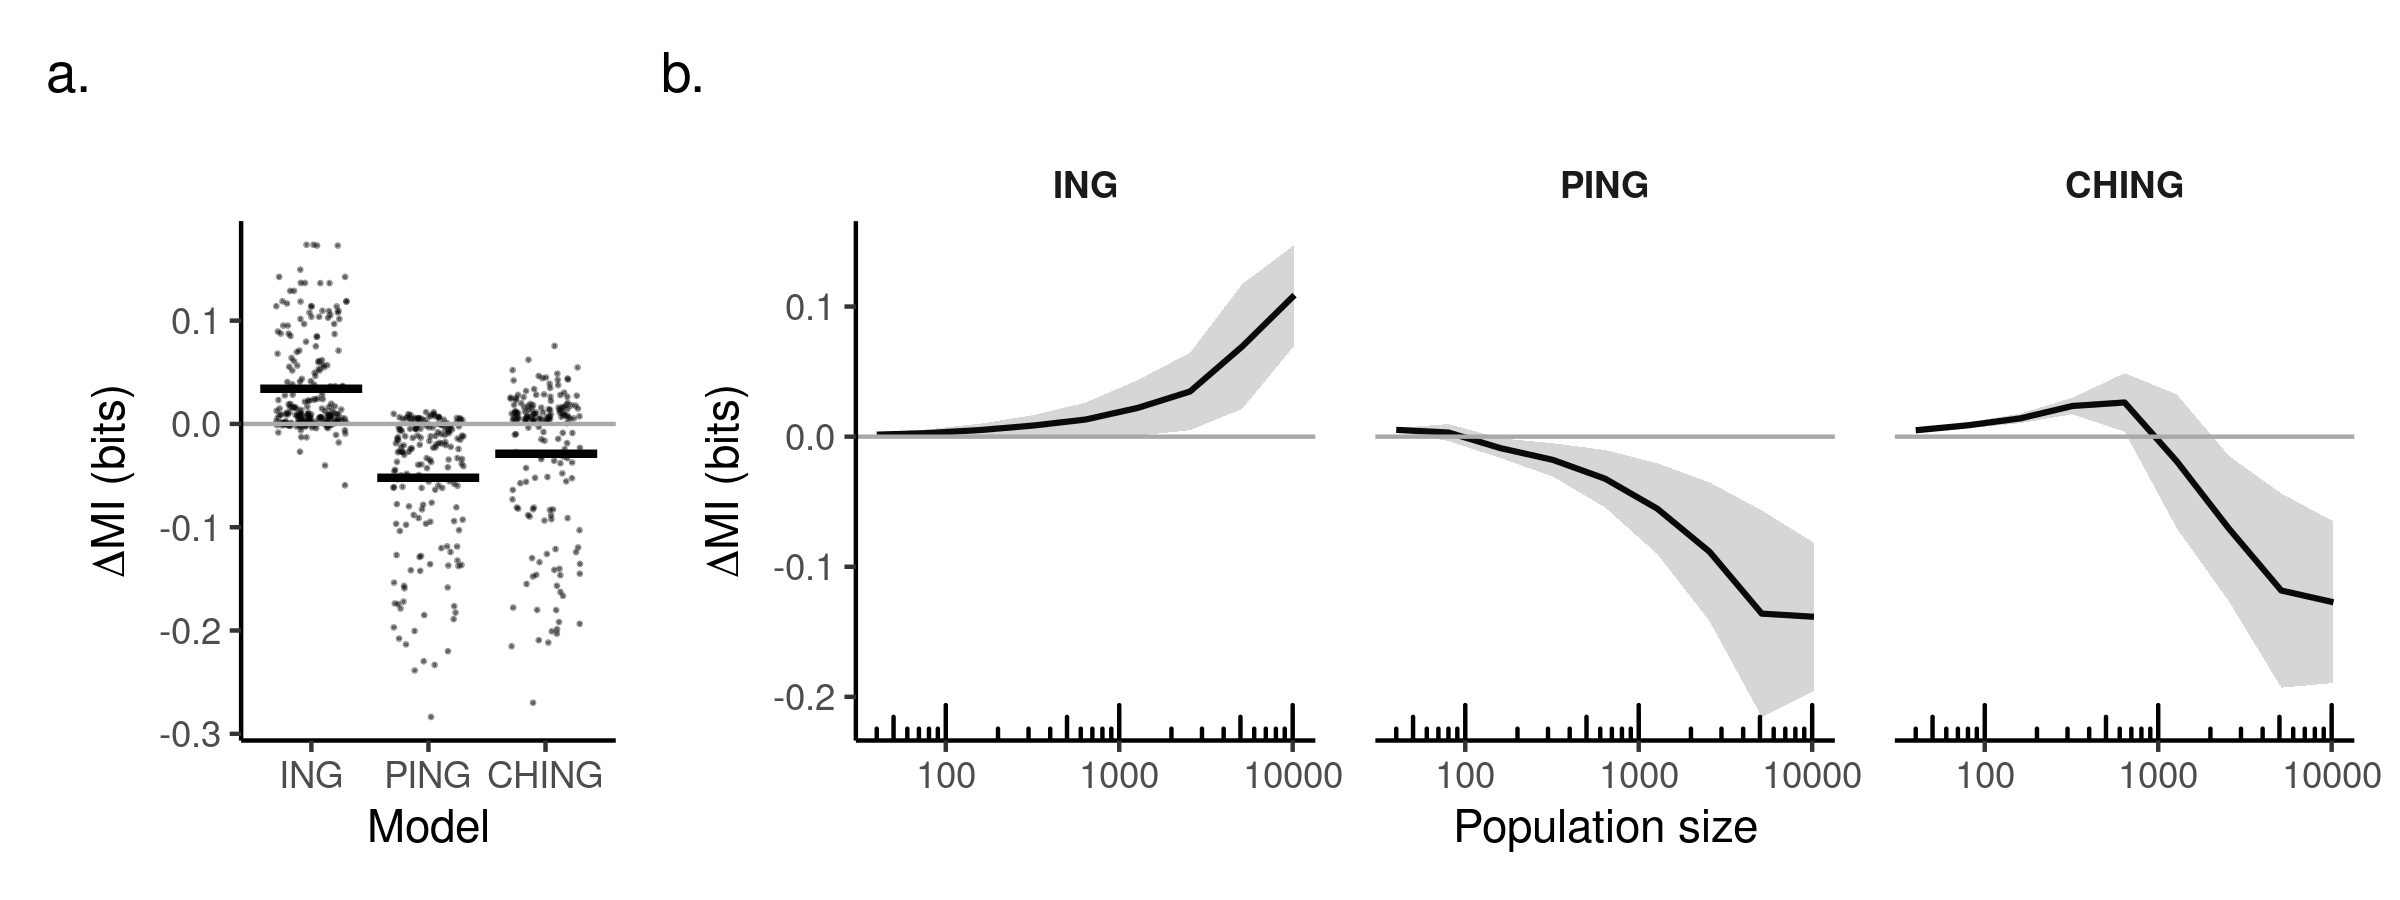 a.
b.
ΔMI (bits)
0.1
0.0
-0.1
-0.2
-0.3
ING PING CHING
Model
ING PING CHING
ΔMI (bits)
0.1
0.0
-0.1
-0.2
100 1000 10000 100 1000 10000 100 1000 10000
Population size